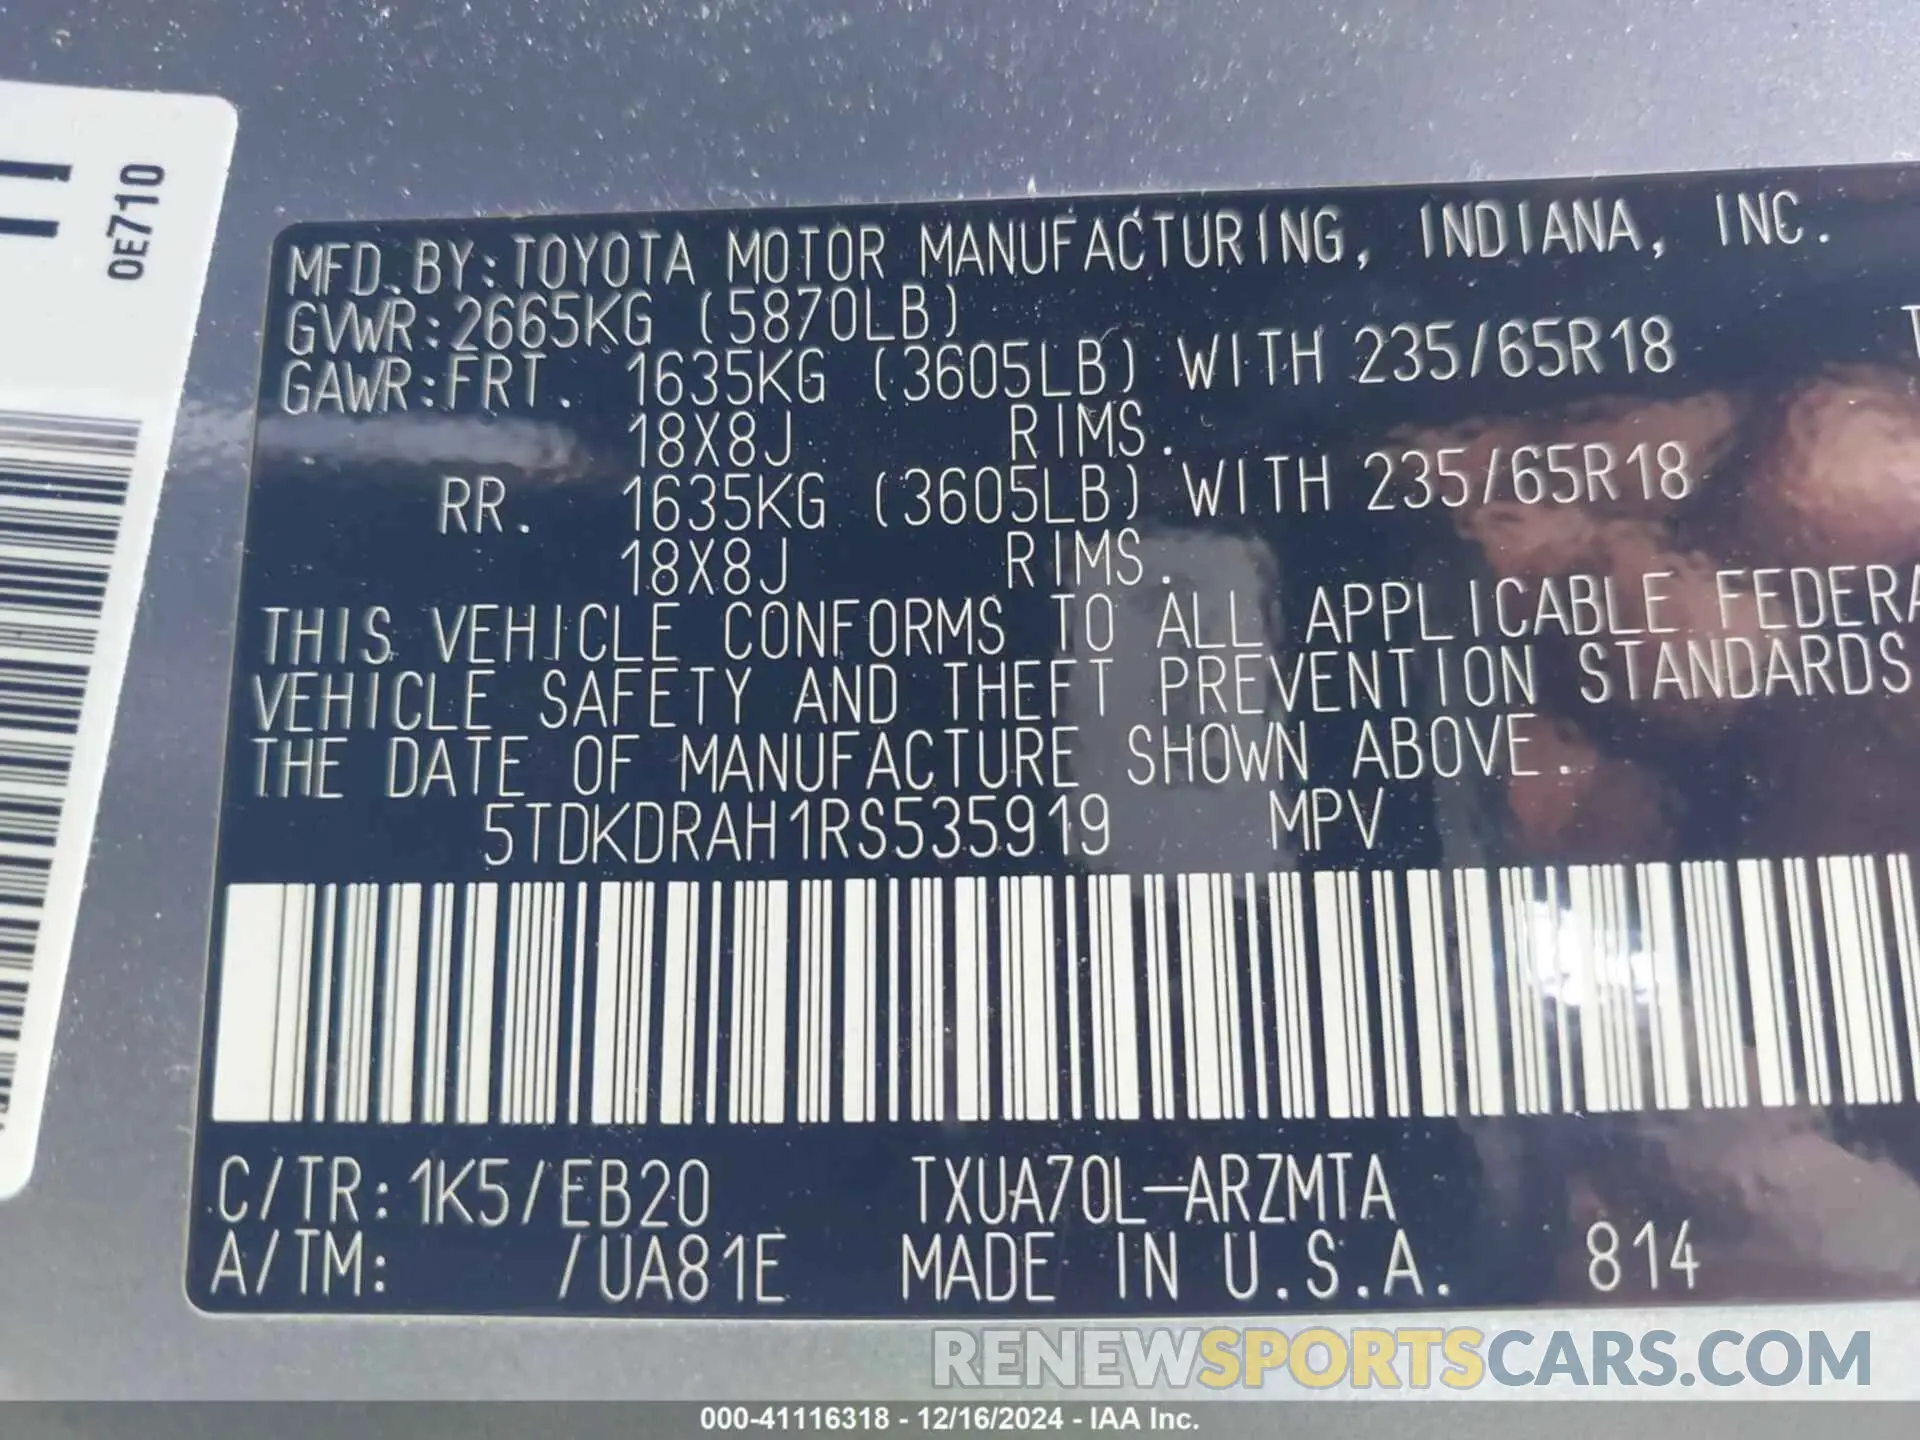 OE710
MFD. BY: TOYOTA MOTOR MANUFACTURING, INDIANA, INC.
GVWR: 2665KG (5870LB)
GAWR: FRT. 1635KG (3605LB) WITH 235/65R18
18X8J RIMS.
RR. 1635KG (3605LB) WITH 235/65R18
18X8J RIMS.
THIS VEHICLE CONFORMS TO ALL APPLICABLE FEDERA
VEHICLE SAFETY AND THEFT PREVENTION STANDARDS
THE DATE OF MANUFACTURE SHOWN ABOVE.
5TDKDRAH1RS535919 MPV
C/TR: 1K5/EB20 TXUA70L-ARZMTA
A/TM: /UA81E MADE IN U.S.A. 814
RENEWSPORTSCARS.COM
000-41116318 - 12/16/2024 - IAA Inc.